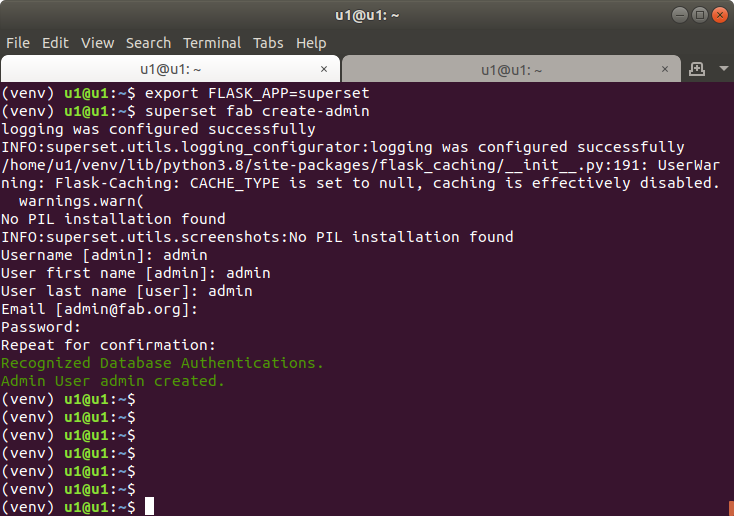 u1@u1: ~
File Edit View Search Terminal Tabs Help
u1@u1: ~ × u1@u1: ~ ×
(venv) u1@u1:~$ export FLASK_APP=superset
(venv) u1@u1:~$ superset fab create-admin
logging was configured successfully
INFO:superset.utils.logging_configurator:logging was configured successfully
/home/u1/venv/lib/python3.8/site-packages/flask_caching/__init__.py:191: UserWar
ning: Flask-Caching: CACHE_TYPE is set to null, caching is effectively disabled.
  warnings.warn(
No PIL installation found
INFO:superset.utils.screenshots:No PIL installation found
Username [admin]: admin
User first name [admin]: admin
User last name [user]: admin
Email [admin@fab.org]:
Password:
Repeat for confirmation:
Recognized Database Authentications.
Admin User admin created.
(venv) u1@u1:~$
(venv) u1@u1:~$
(venv) u1@u1:~$
(venv) u1@u1:~$
(venv) u1@u1:~$
(venv) u1@u1:~$
(venv) u1@u1:~$